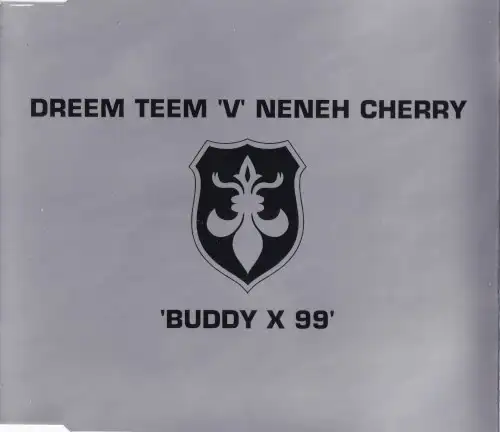 DREEM TEEM 'V' NENEH CHERRY
'BUDDY X 99'